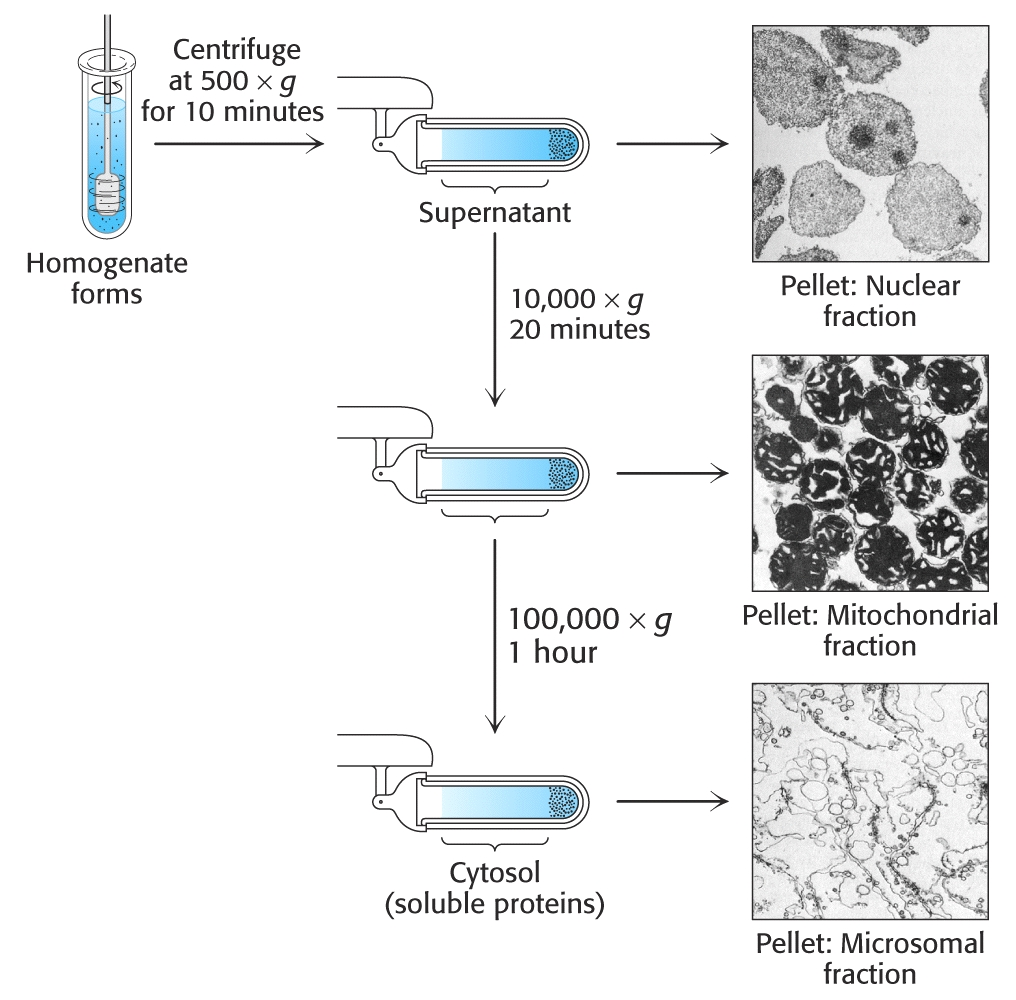 Centrifuge
at 500 × g
for 10 minutes
Homogenate
forms
Supernatant
Pellet: Nuclear
fraction
10,000 × g
20 minutes
Pellet: Mitochondrial
fraction
100,000 × g
1 hour
Cytosol
(soluble proteins)
Pellet: Microsomal
fraction